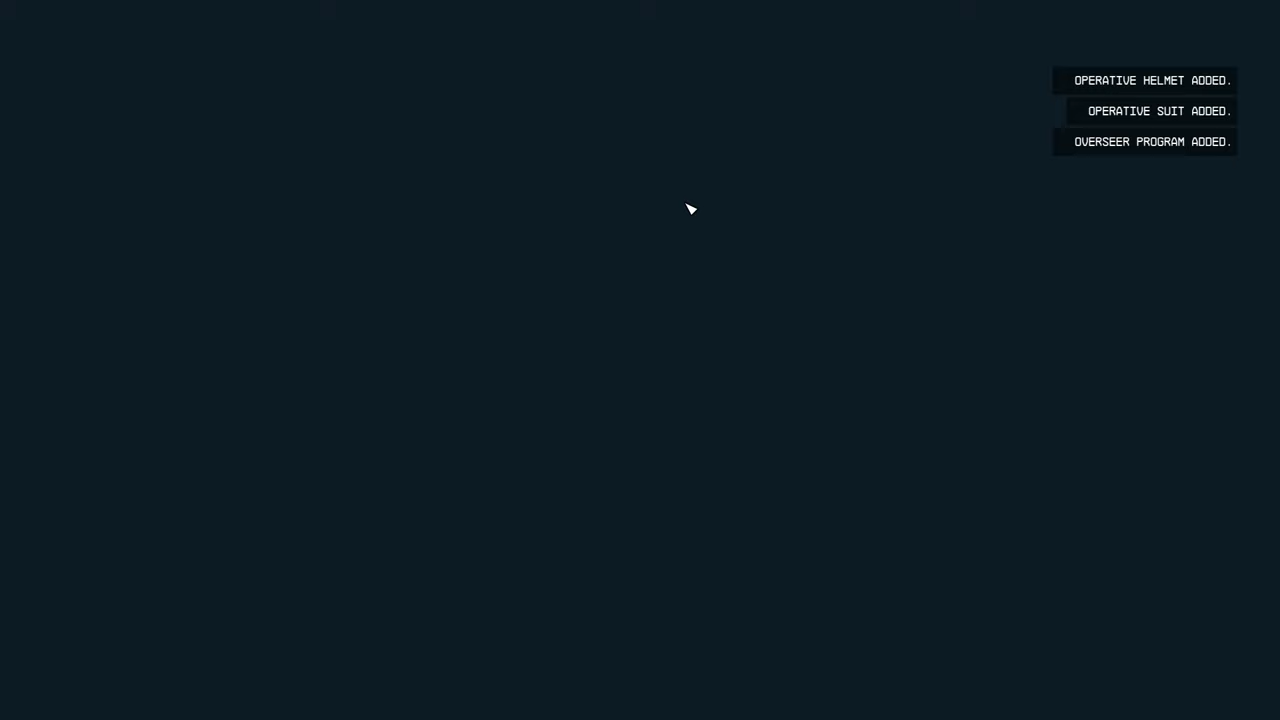 OPERATIVE HELMET ADDED.
OPERATIVE SUIT ADDED.
OVERSEER PROGRAM ADDED.